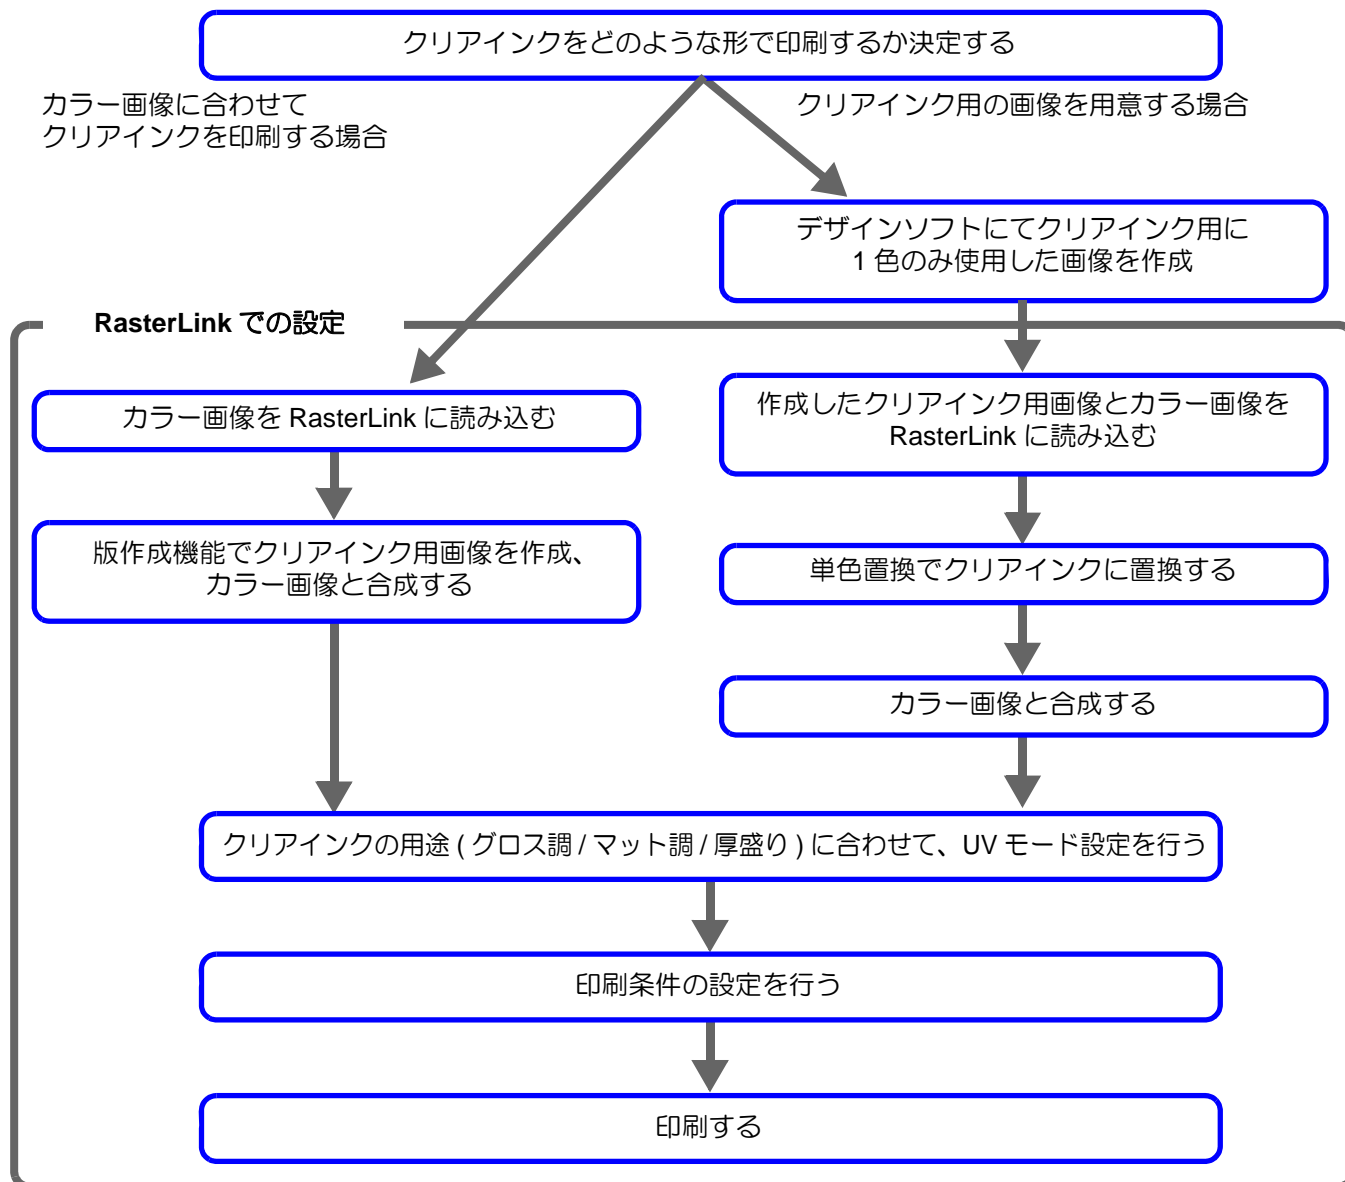 クリアインクをどのような形で印刷するか決定する
カラー画像に合わせて
クリアインクを印刷する場合
クリアインク用の画像を用意する場合
デザインソフトにてクリアインク用に
1 色のみ使用した画像を作成
RasterLink での設定
カラー画像を RasterLink に読み込む
作成したクリアインク用画像とカラー画像を
RasterLink に読み込む
版作成機能でクリアインク用画像を作成、
カラー画像と合成する
単色置換でクリアインクに置換する
カラー画像と合成する
クリアインクの用途 ( グロス調 / マット調 / 厚盛り ) に合わせて、UV モード設定を行う
印刷条件の設定を行う
印刷する